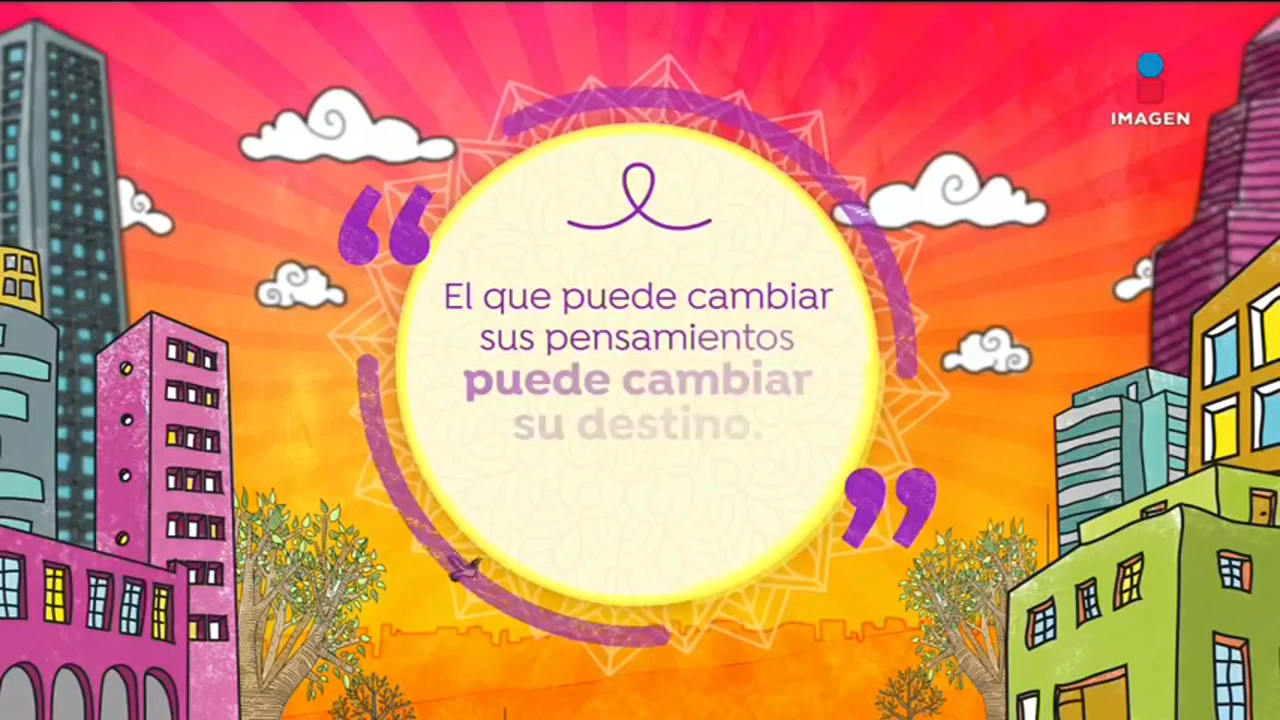 IMAGEN
El que puede cambiar
sus pensamientos
puede cambiar
su destino.